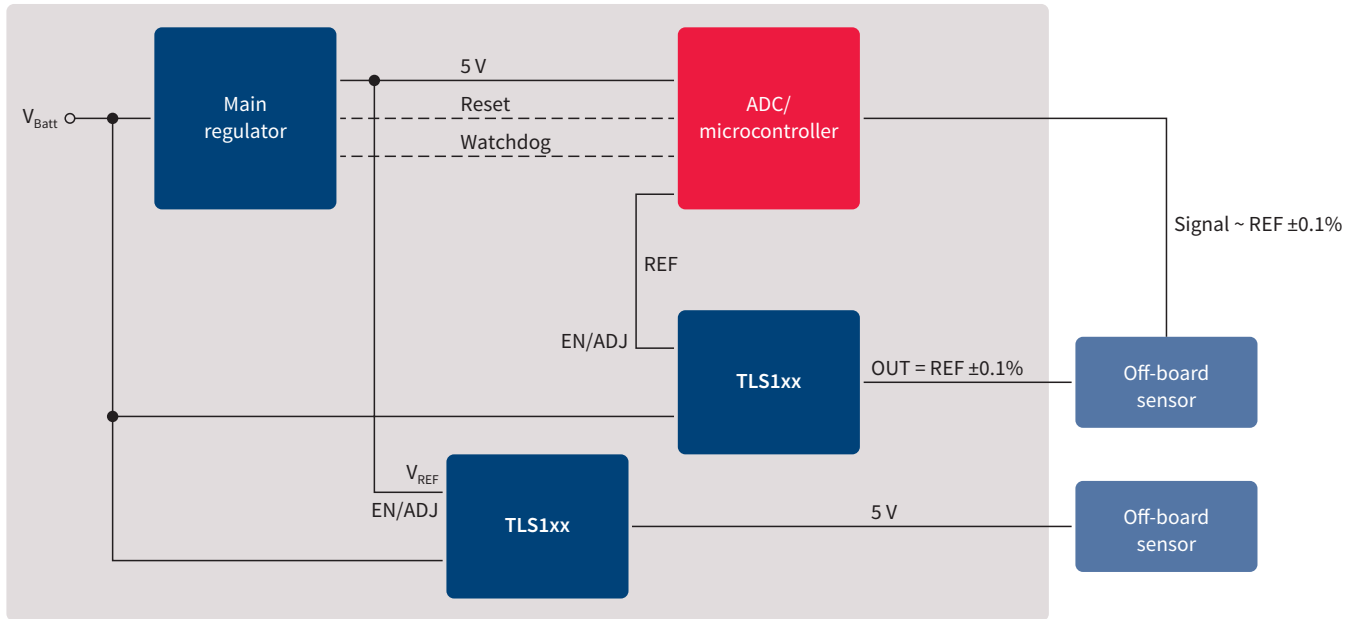 5 V
Main
regulator
Reset
ADC/
microcontroller
V_Batt
Watchdog
Signal ~ REF ±0.1%
REF
EN/ADJ
TLS1xx
OUT = REF ±0.1%
Off-board
sensor
V_REF
EN/ADJ
TLS1xx
5 V
Off-board
sensor